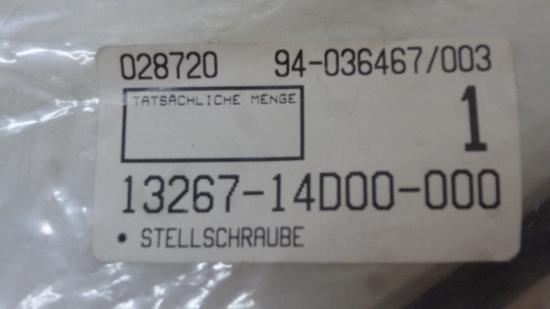 028720 94-036467/003
TATSÄCHLICHE MENGE
1
13267-14D00-000
* STELLSCHRAUBE